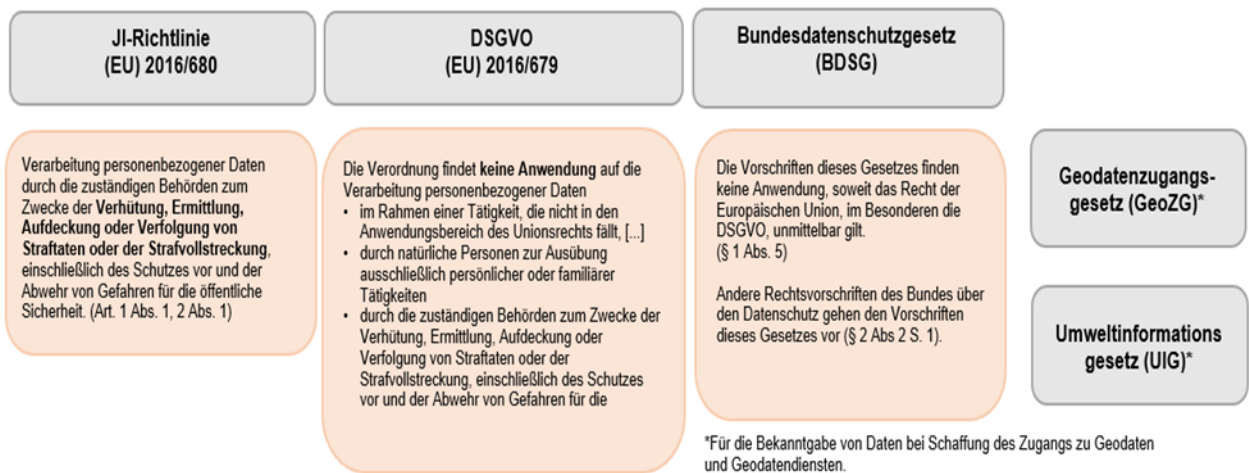 JI-Richtlinie
(EU) 2016/680
DSGVO
(EU) 2016/679
Bundesdatenschutzgesetz
(BDSG)
Verarbeitung personenbezogener Daten
durch die zuständigen Behörden zum
Zwecke der Verhütung, Ermittlung,
Aufdeckung oder Verfolgung von
Straftaten oder der Strafvollstreckung,
einschließlich des Schutzes vor und der
Abwehr von Gefahren für die öffentliche
Sicherheit. (Art. 1 Abs. 1, 2 Abs. 1)
Die Verordnung findet keine Anwendung auf die
Verarbeitung personenbezogener Daten
• im Rahmen einer Tätigkeit, die nicht in den
Anwendungsbereich des Unionsrechts fällt, [...]
• durch natürliche Personen zur Ausübung
ausschließlich persönlicher oder familiärer
Tätigkeiten
• durch die zuständigen Behörden zum Zwecke der
Verhütung, Ermittlung, Aufdeckung oder
Verfolgung von Straftaten oder der
Strafvollstreckung, einschließlich des Schutzes
vor und der Abwehr von Gefahren für die
Die Vorschriften dieses Gesetzes finden
keine Anwendung, soweit das Recht der
Europäischen Union, im Besonderen die
DSGVO, unmittelbar gilt.
(§ 1 Abs. 5)
Andere Rechtsvorschriften des Bundes über
den Datenschutz gehen den Vorschriften
dieses Gesetzes vor (§ 2 Abs 2 S. 1).
Geodatenzugangs-
gesetz (GeoZG)*
Umweltinformations
gesetz (UIG)*
*Für die Bekanntgabe von Daten bei Schaffung des Zugangs zu Geodaten
und Geodatendiensten.